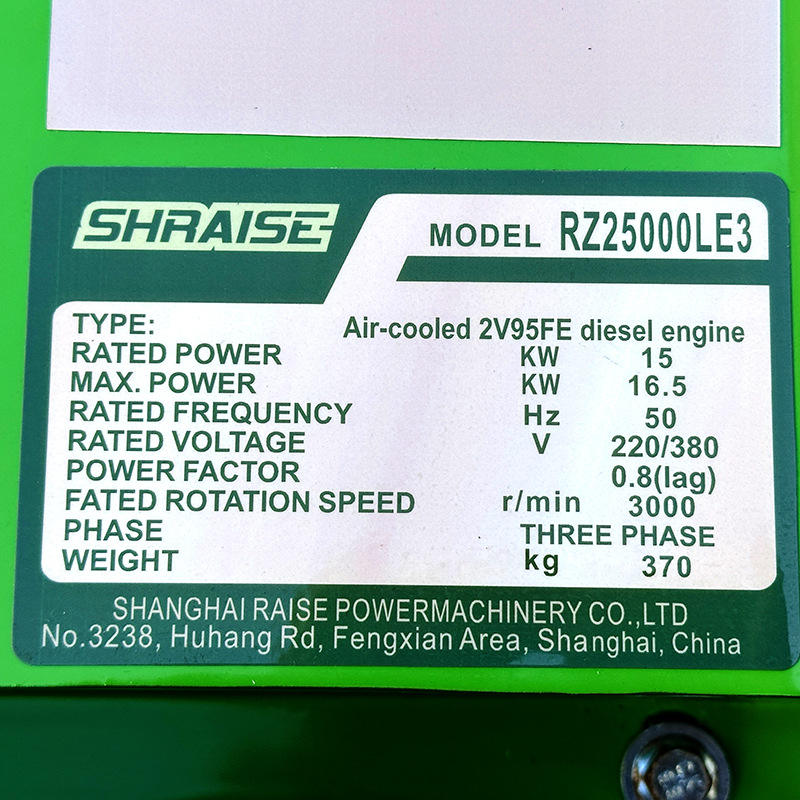 SHRAISE
MODEL RZ25000LE3
TYPE: Air-cooled 2V95FE diesel engine
RATED POWER KW 15
MAX. POWER KW 16.5
RATED FREQUENCY Hz 50
RATED VOLTAGE V 220/380
POWER FACTOR 0.8(lag)
FATED ROTATION SPEED r/min 3000
PHASE THREE PHASE
WEIGHT kg 370
SHANGHAI RAISE POWERMACHINERY CO.,LTD
No.3238, Huhang Rd, Fengxian Area, Shanghai, China